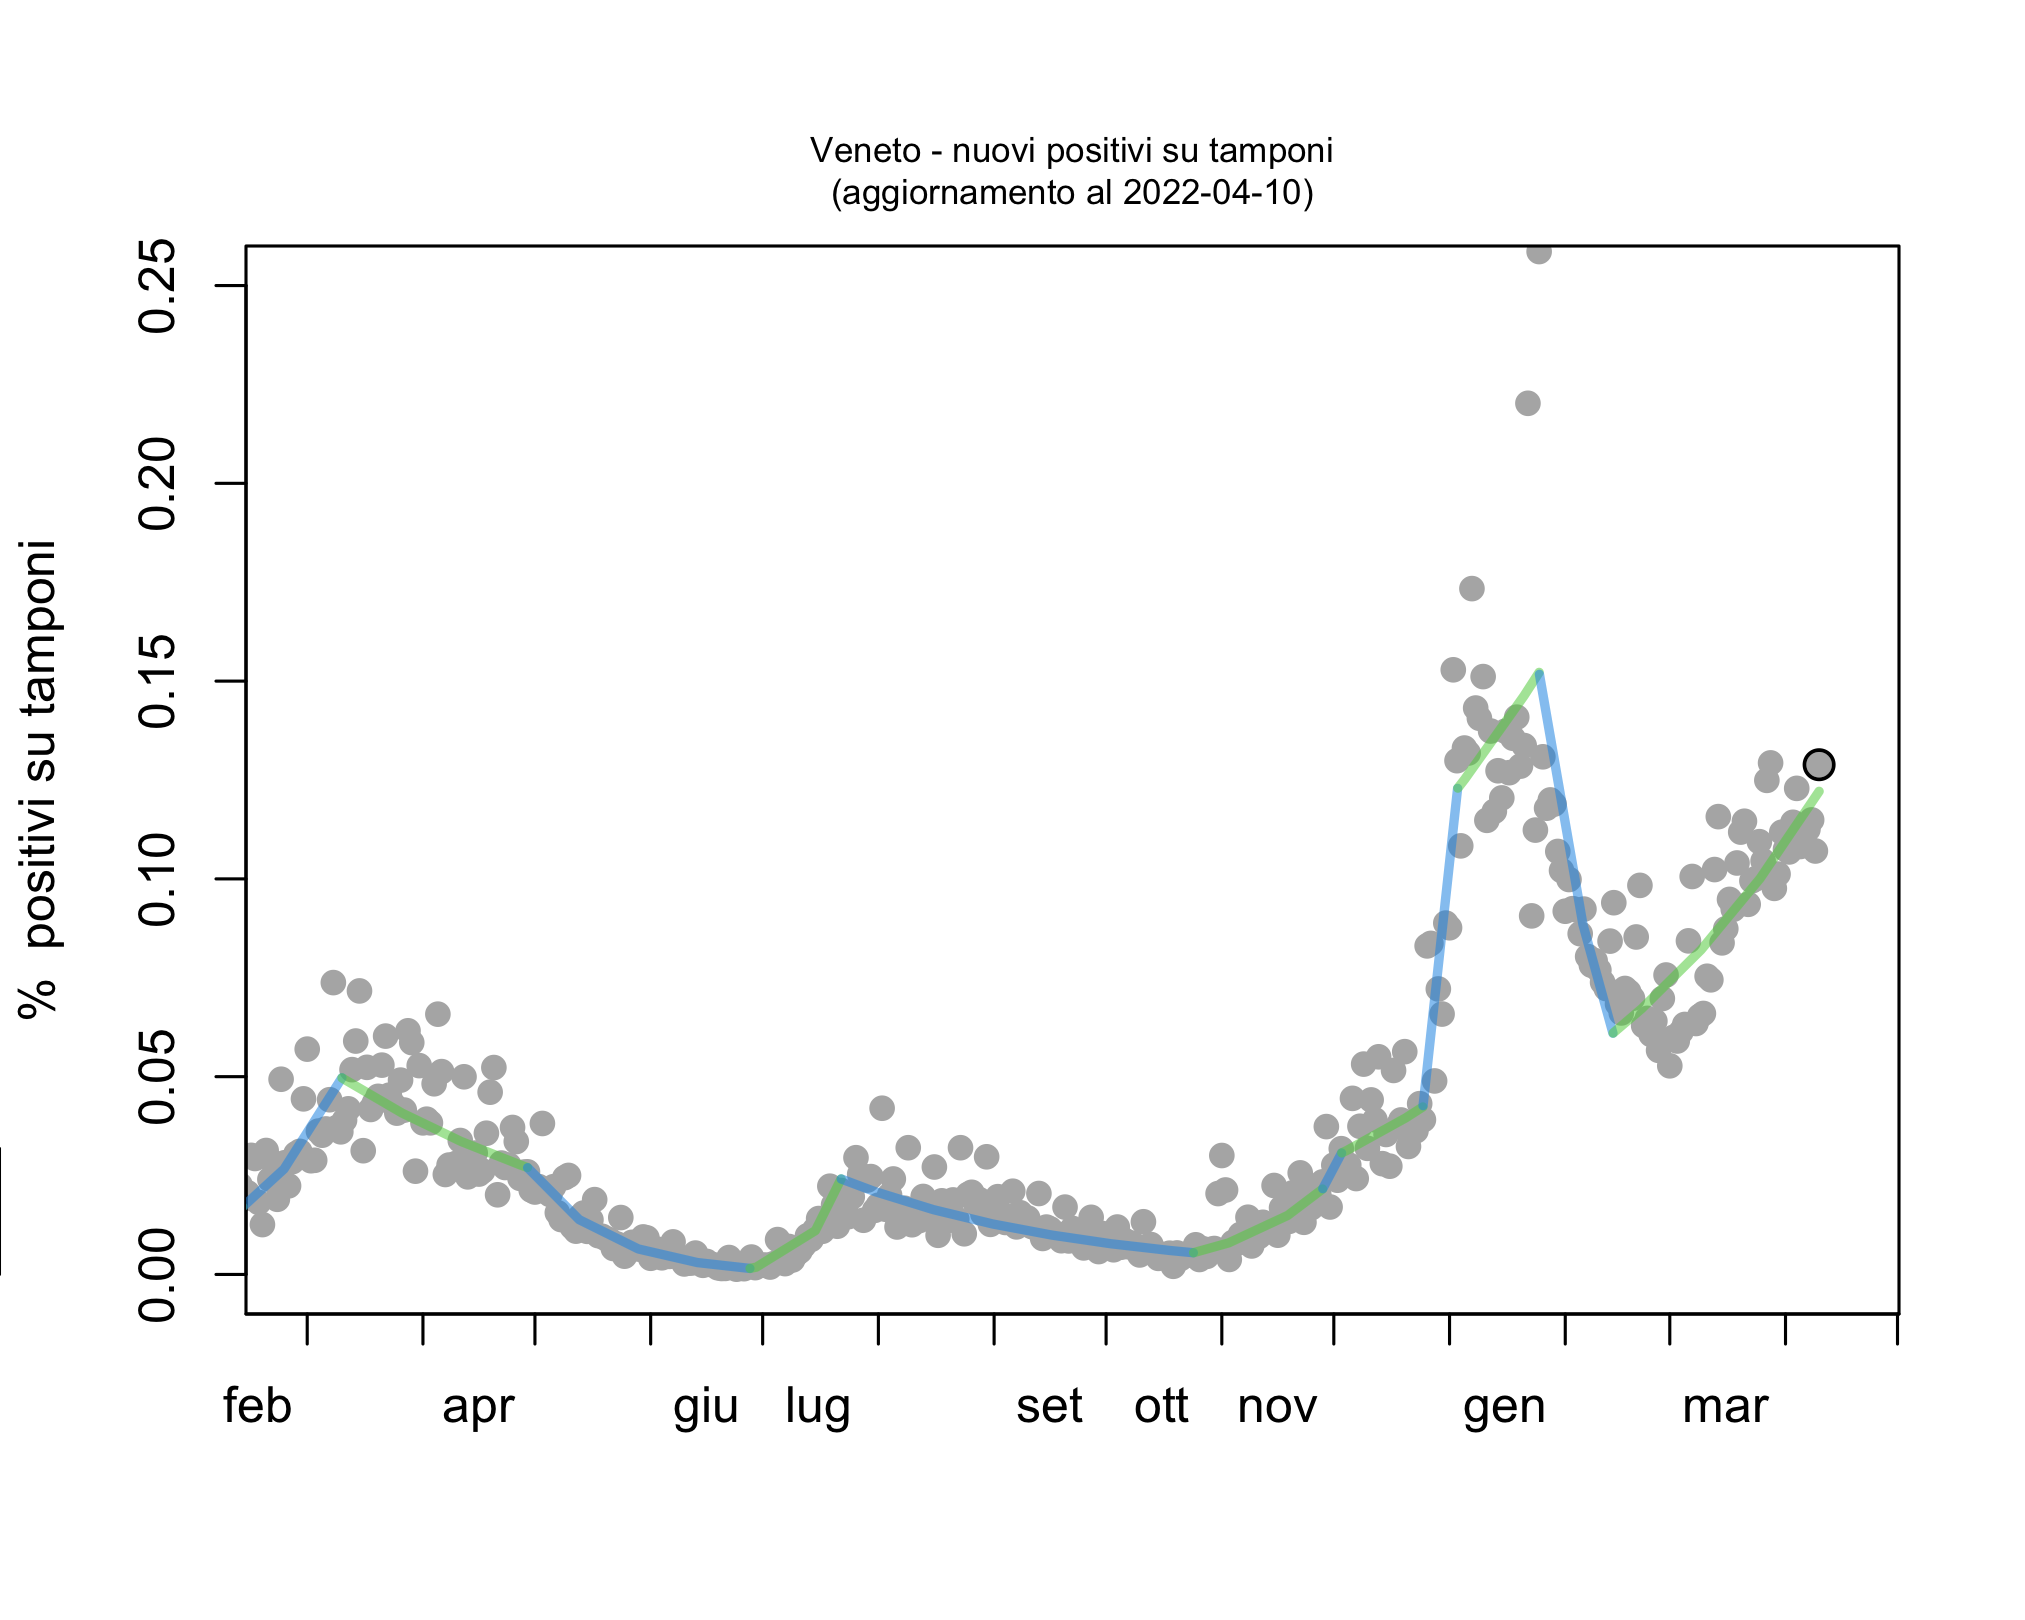 Veneto - nuovi positivi su tamponi
(aggiornamento al 2022-04-10)
% positivi su tamponi
0.25
0.20
0.15
0.10
0.05
0.00
feb apr giu lug set ott nov gen mar